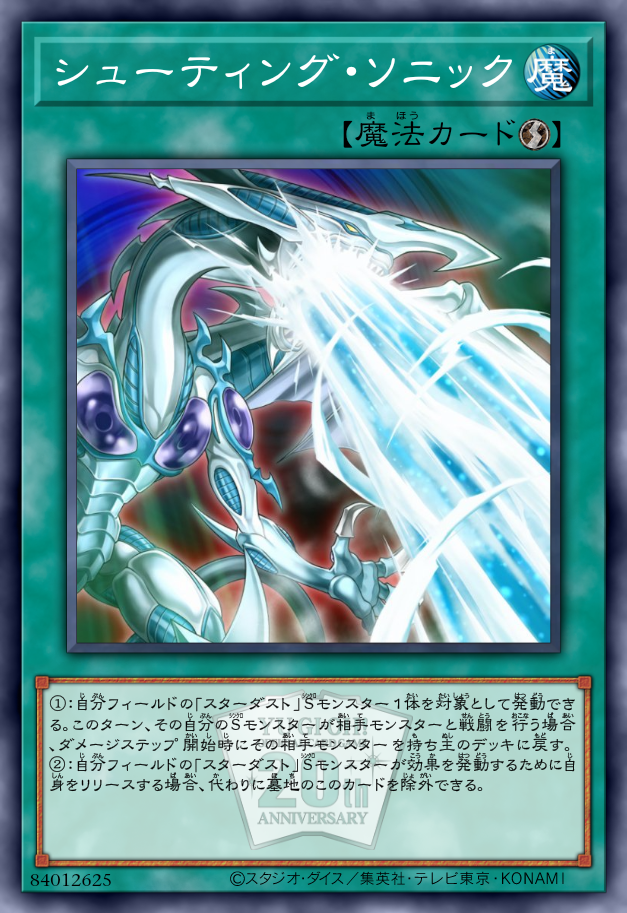 シューティング・ソニック
魔
【魔法カード】
①：自分フィールドの「スターダスト」Sモンスター1体を対象として発動でき
る。このターン、その自分のSモンスターが相手モンスターと戦闘を行う場合
、ダメージステップ開始時にその相手モンスターを持ち主のデッキに戻す。
②：自分フィールドの「スターダスト」Sモンスターが効果を発動するために自
身をリリースする場合、代わりに墓地のこのカードを除外できる。
20th
ANNIVERSARY
84012625
©スタジオ・ダイス／集英社・テレビ東京・KONAMI